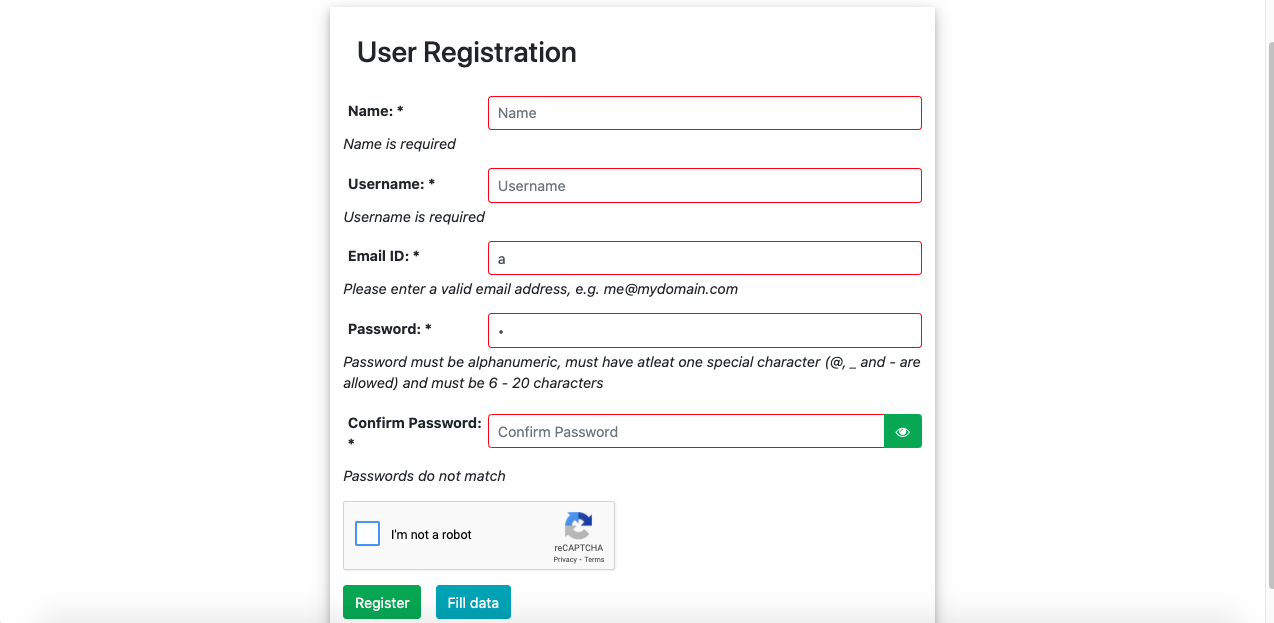 User Registration
Name: *
Name
Name is required
Username: *
Username
Username is required
Email ID: *
a
Please enter a valid email address, e.g. me@mydomain.com
Password: *
•
Password must be alphanumeric, must have atleat one special character (@, _ and - are
allowed) and must be 6 - 20 characters
Confirm Password:
*
Confirm Password
Passwords do not match
I'm not a robot
reCAPTCHA
Privacy - Terms
Register
Fill data